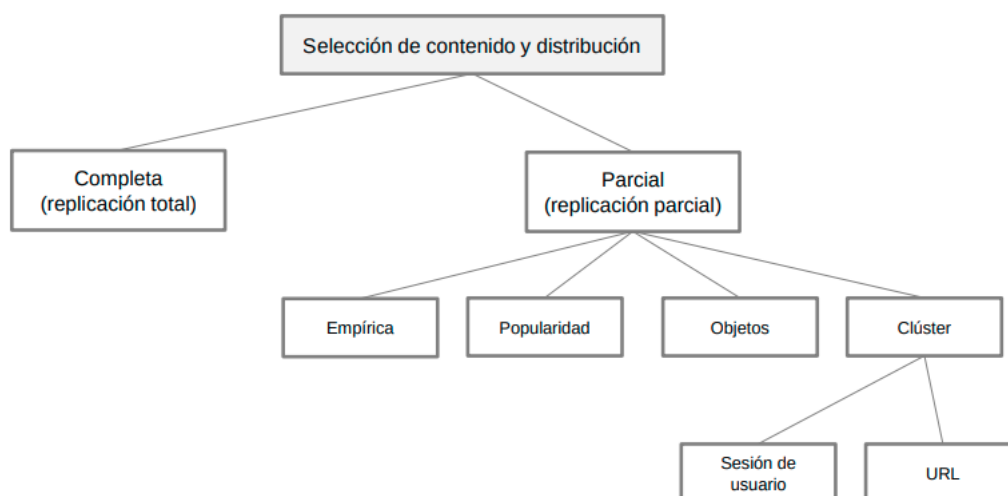 Selección de contenido y distribución
Completa
(replicación total)
Parcial
(replicación parcial)
Empírica
Popularidad
Objetos
Clúster
Sesión de
usuario
URL